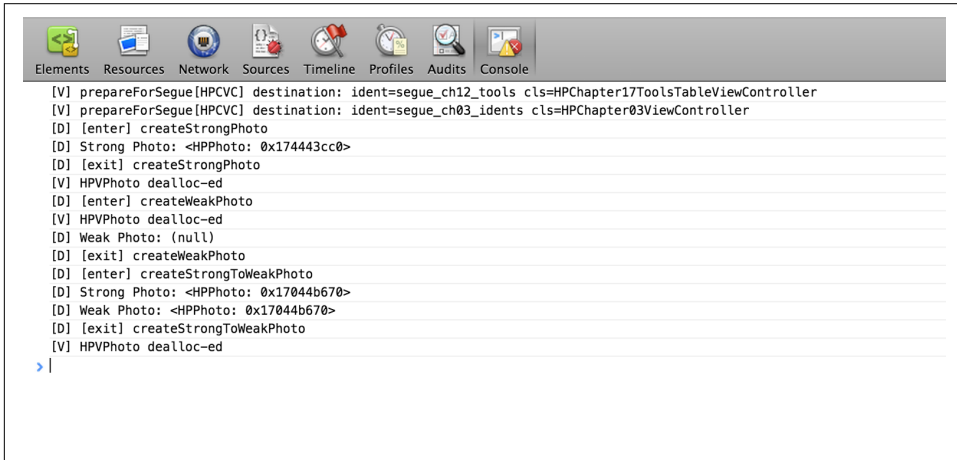 Elements Resources Network Sources Timeline Profiles Audits Console
[V] prepareForSegue[HPCVC] destination: ident=segue_ch12_tools cls=HPChapter17ToolsTableViewController
[V] prepareForSegue[HPCVC] destination: ident=segue_ch03_idents cls=HPChapter03ViewController
[D] [enter] createStrongPhoto
[D] Strong Photo: <HPPhoto: 0x174443cc0>
[D] [exit] createStrongPhoto
[V] HPVPhoto dealloc-ed
[D] [enter] createWeakPhoto
[V] HPVPhoto dealloc-ed
[D] Weak Photo: (null)
[D] [exit] createWeakPhoto
[D] [enter] createStrongToWeakPhoto
[D] Strong Photo: <HPPhoto: 0x17044b670>
[D] Weak Photo: <HPPhoto: 0x17044b670>
[D] [exit] createStrongToWeakPhoto
[V] HPVPhoto dealloc-ed